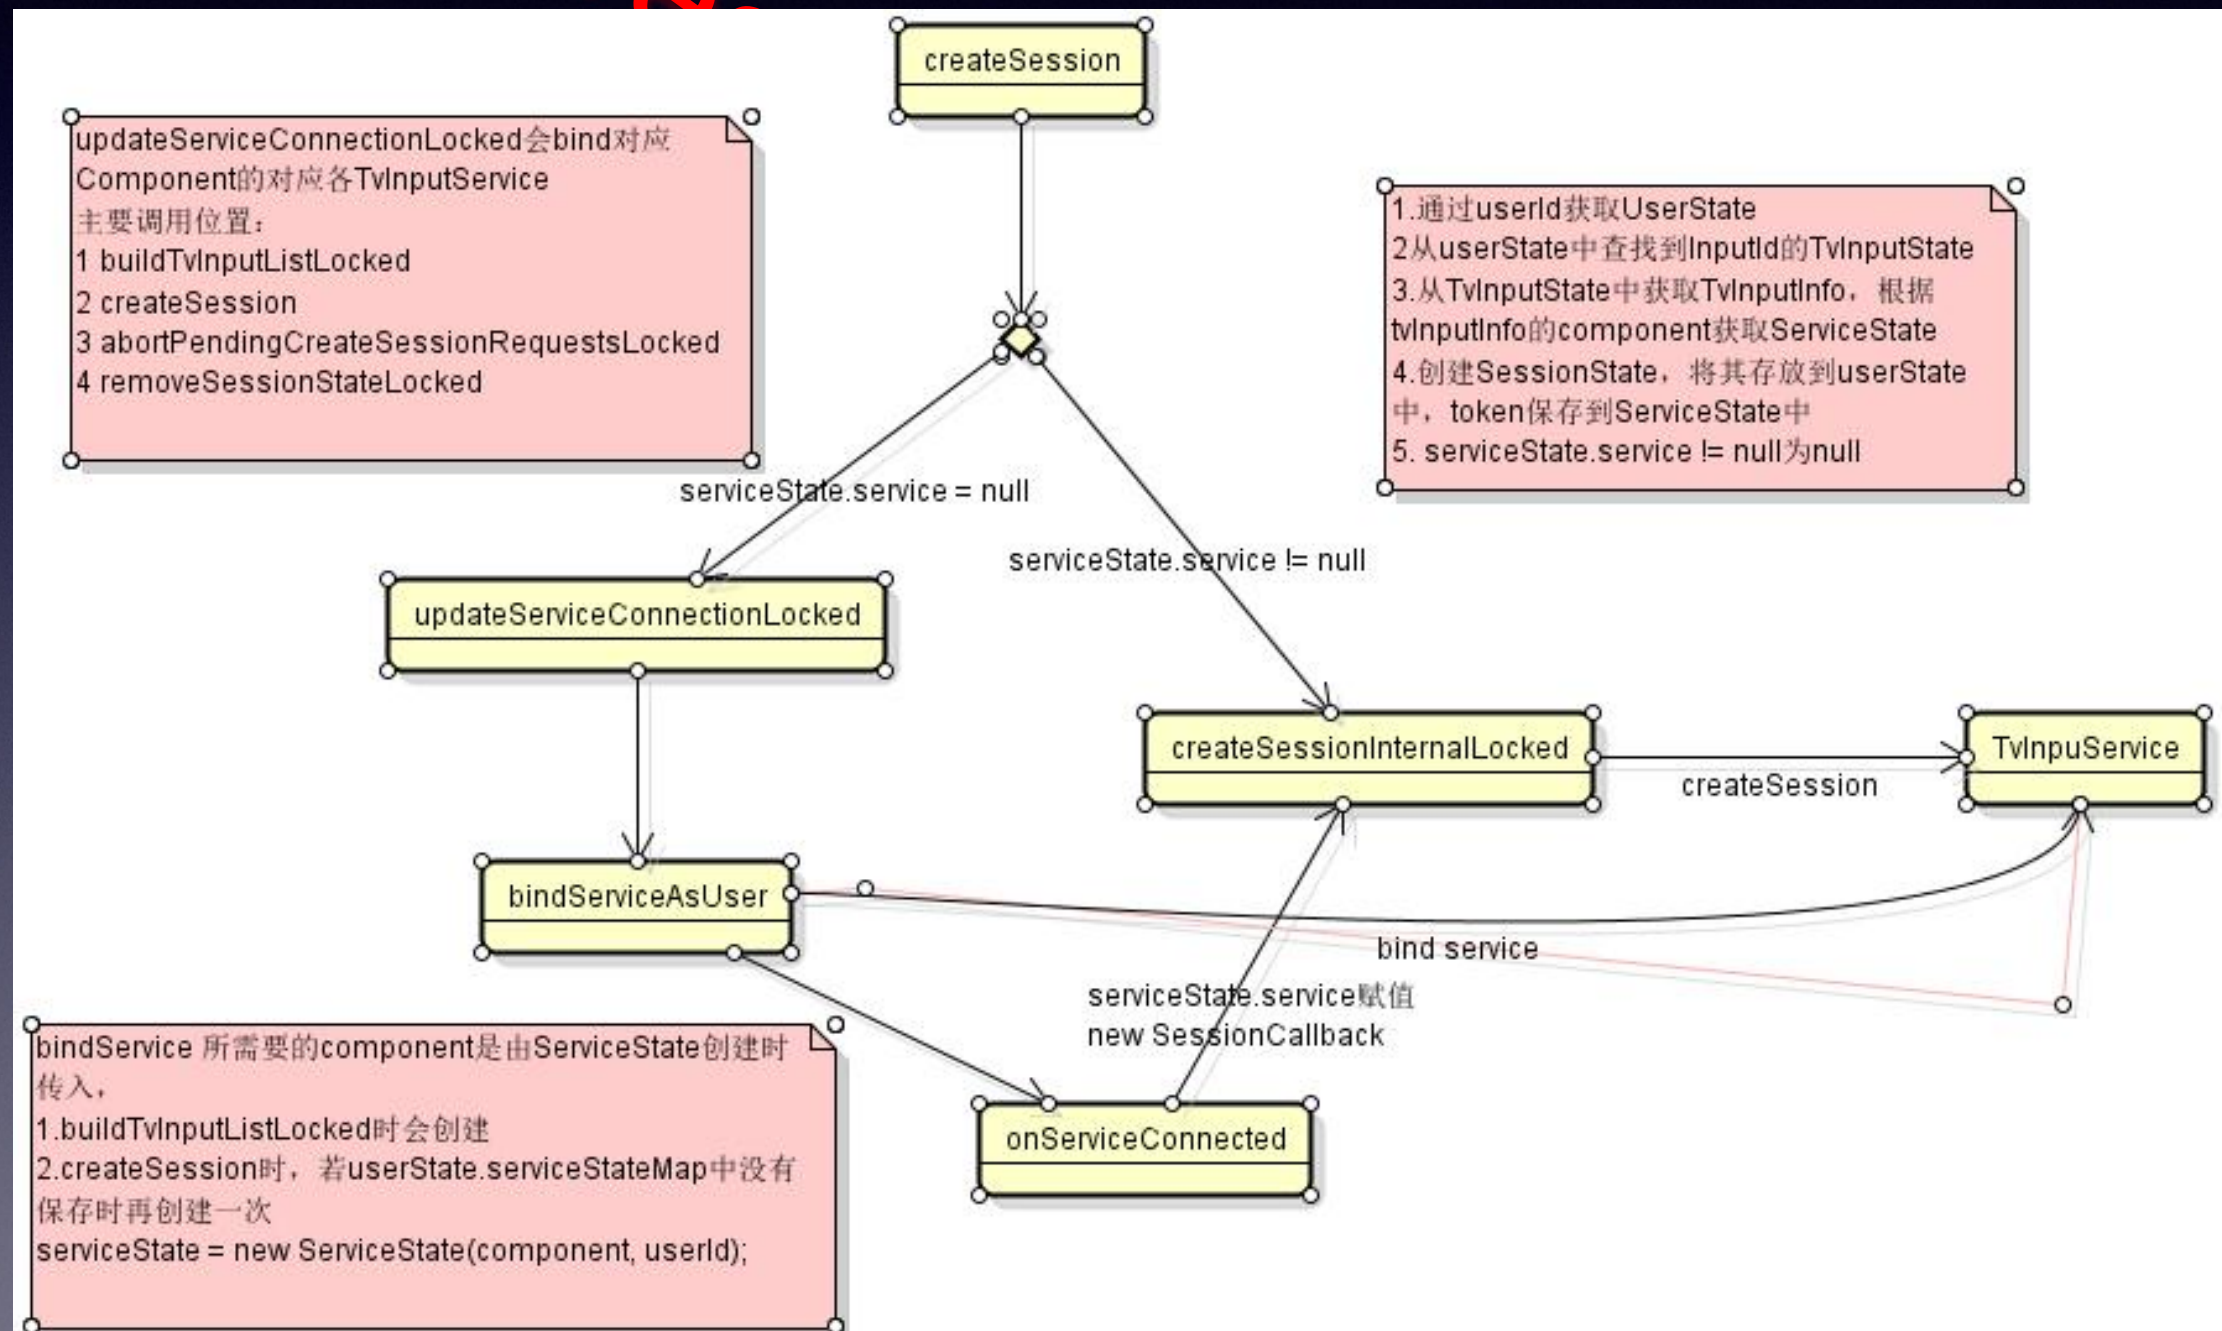 createSession
updateServiceConnectionLocked会bind对应
Component的对应各TvInputService
主要调用位置：
1 buildTvInputListLocked
2 createSession
3 abortPendingCreateSessionRequestsLocked
4 removeSessionStateLocked
1.通过userId获取UserState
2从userState中查找到InputId的TvInputState
3.从TvInputState中获取TvInputInfo，根据
tvInputInfo的component获取ServiceState
4.创建SessionState，将其存放到userState
中，token保存到ServiceState中
5. serviceState.service != null为null
serviceState.service = null
serviceState.service != null
updateServiceConnectionLocked
createSessionInternalLocked
createSession
TvInpuService
bindServiceAsUser
bind service
serviceState.service赋值
new SessionCallback
onServiceConnected
bindService 所需要的component是由ServiceState创建时
传入，
1.buildTvInputListLocked时会创建
2.createSession时，若userState.serviceStateMap中没有
保存时再创建一次
serviceState = new ServiceState(component, userId);